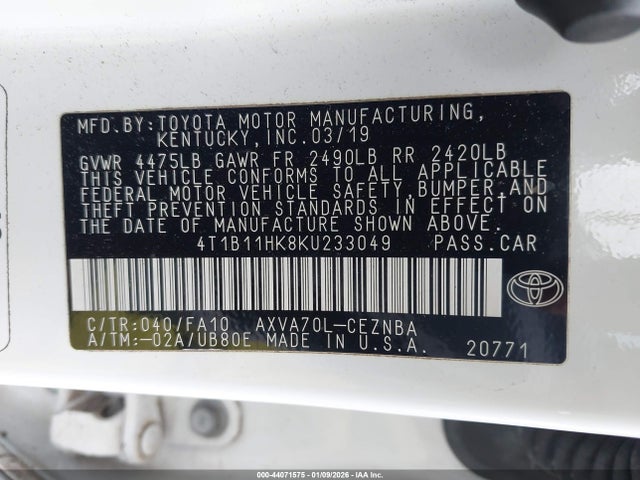 MFD.BY:TOYOTA MOTOR MANUFACTURING,
KENTUCKY,INC.03/19
GVWR 4475LB GAWR FR 2490LB RR 2420LB
THIS VEHICLE CONFORMS TO ALL APPLICABLE
FEDERAL MOTOR VEHICLE SAFETY,BUMPER,AND
THEFT PREVENTION STANDARDS IN EFFECT ON
THE DATE OF MANUFACTURE SHOWN ABOVE.
4T1B11HK8KU233049 PASS.CAR
C/TR:040/FA10 AXVA70L-CEZNBA
A/TM:-02A/UB80E MADE IN U.S.A. 20771
000-44071575 - 01/09/2026 - IAAI.CA